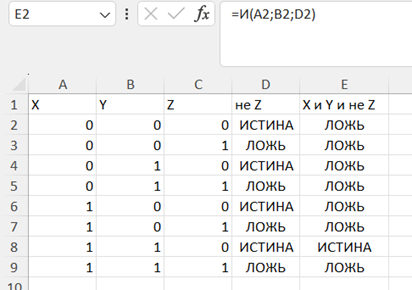 E2 fx =И(A2;B2;D2)
A B C D E
1 X Y Z не Z X и Y и не Z
2 0 0 0 ИСТИНА ЛОЖЬ
3 0 0 1 ЛОЖЬ ЛОЖЬ
4 0 1 0 ИСТИНА ЛОЖЬ
5 0 1 1 ЛОЖЬ ЛОЖЬ
6 1 0 0 ИСТИНА ЛОЖЬ
7 1 0 1 ЛОЖЬ ЛОЖЬ
8 1 1 0 ИСТИНА ИСТИНА
9 1 1 1 ЛОЖЬ ЛОЖЬ
10